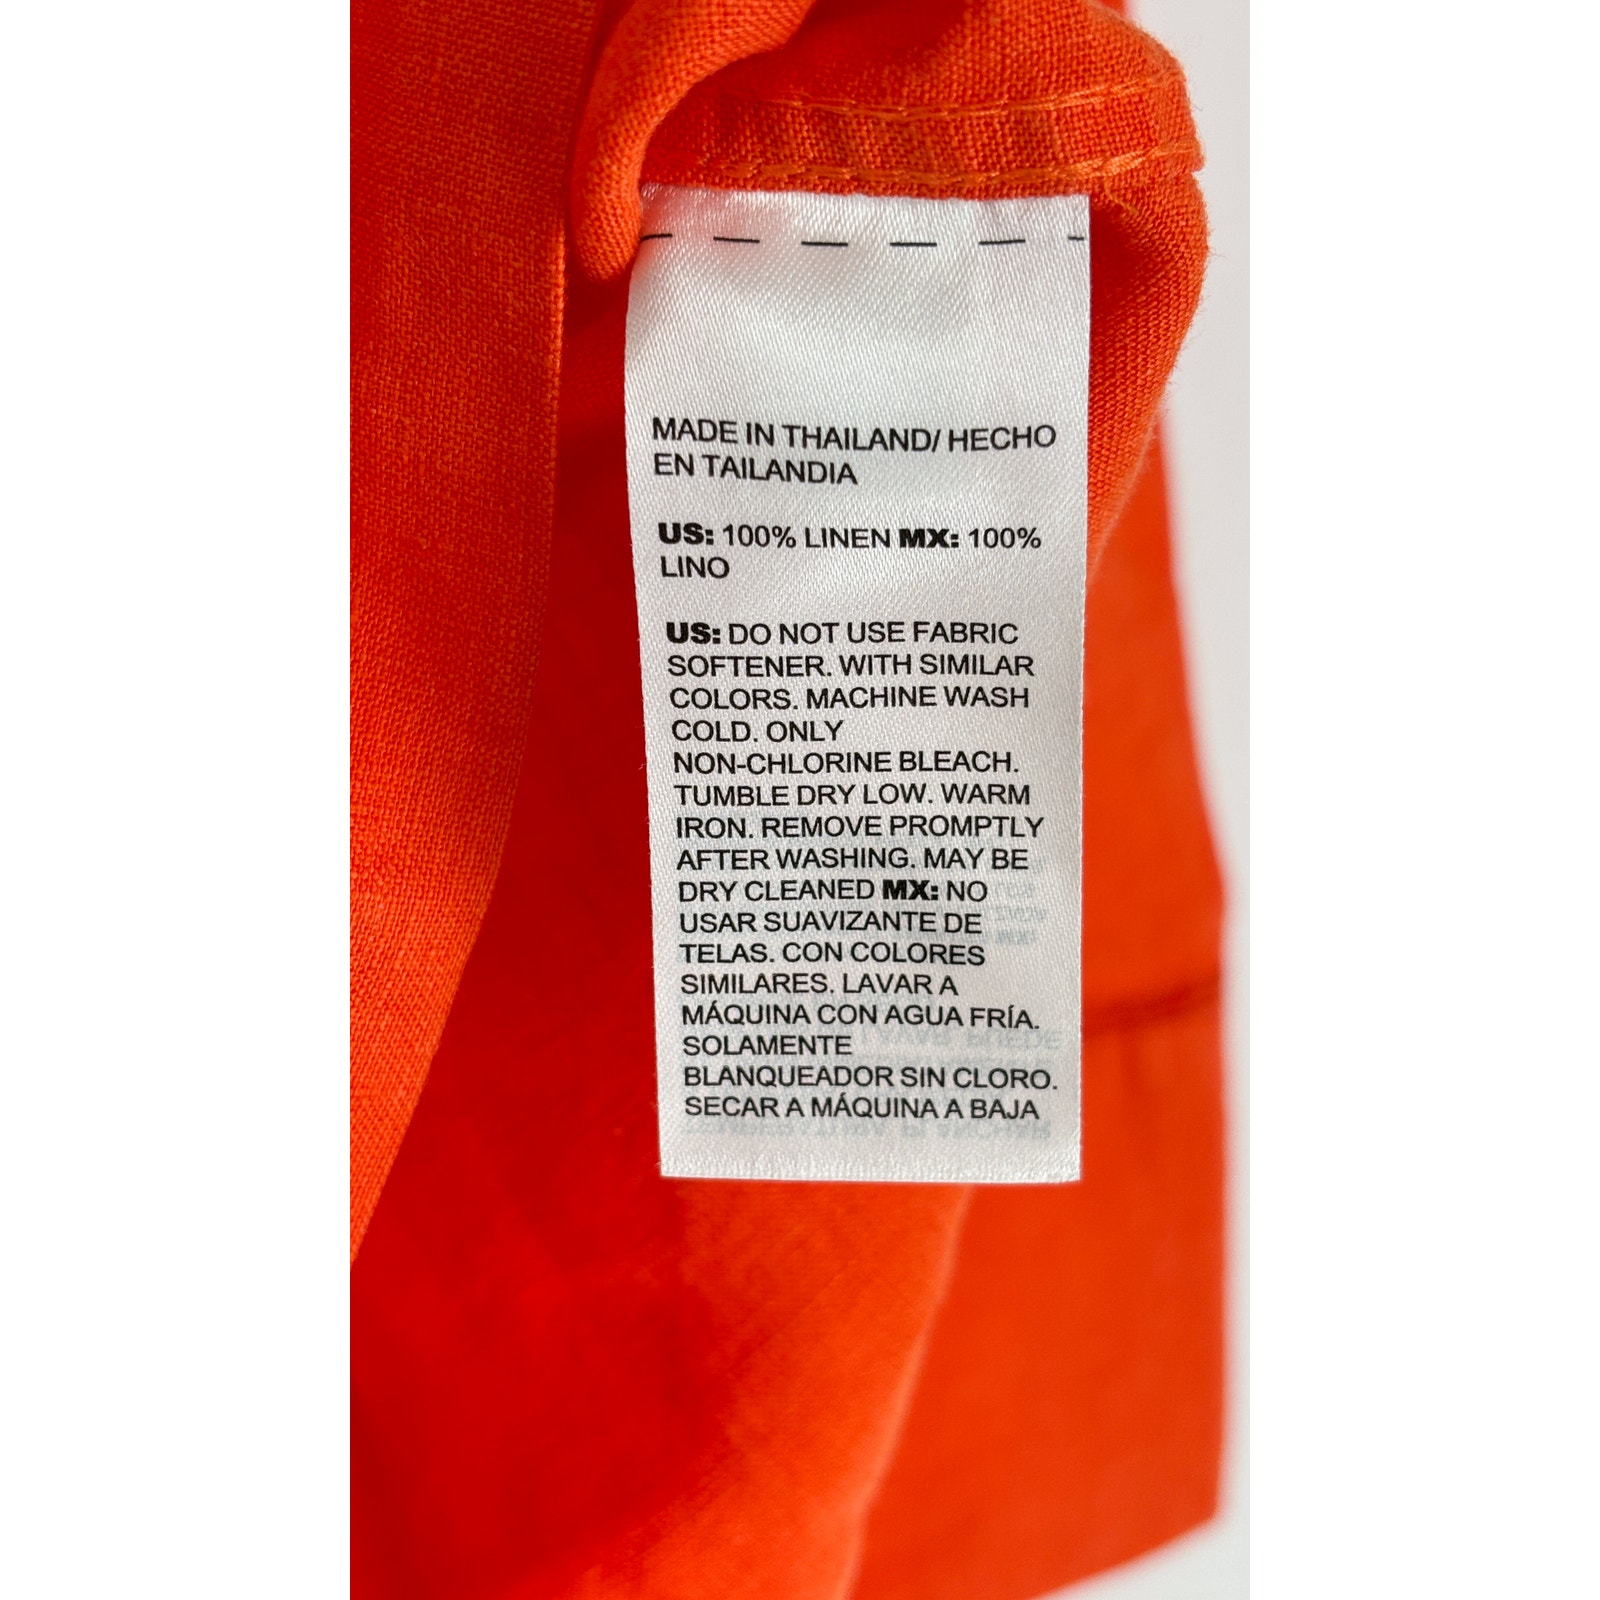 MADE IN THAILAND/ HECHO
EN TAILANDIA
US: 100% LINEN MX: 100%
LINO
US: DO NOT USE FABRIC
SOFTENER. WITH SIMILAR
COLORS. MACHINE WASH
COLD. ONLY
NON-CHLORINE BLEACH.
TUMBLE DRY LOW. WARM
IRON. REMOVE PROMPTLY
AFTER WASHING. MAY BE
DRY CLEANED MX: NO
USAR SUAVIZANTE DE
TELAS. CON COLORES
SIMILARES. LAVAR A
MÁQUINA CON AGUA FRÍA.
SOLAMENTE
BLANQUEADOR SIN CLORO.
SECAR A MÁQUINA A BAJA